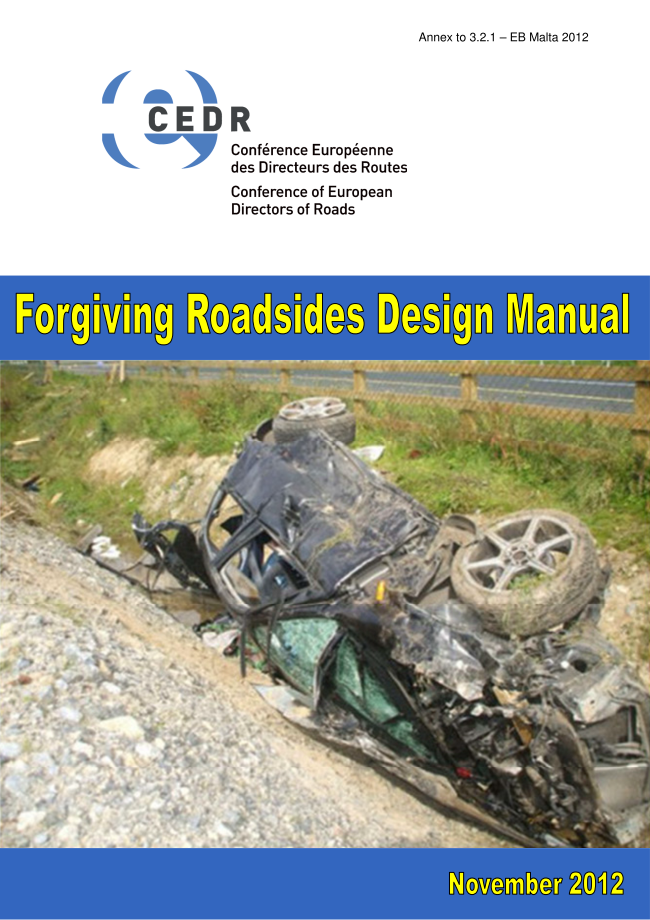 Annex to 3.2.1 – EB Malta 2012
CEDR
Conférence Européenne
des Directeurs des Routes
Conference of European
Directors of Roads
Forgiving Roadsides Design Manual
November 2012